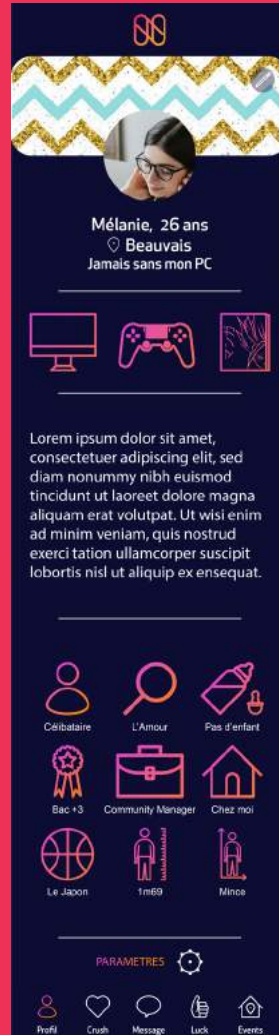 Mélanie, 26 ans
Beauvais
Jamais sans mon PC
Lorem ipsum dolor sit amet,
consectetuer adipiscing elit, sed
diam nonummy nibh euismod
tincidunt ut laoreet dolore magna
aliquam erat volutpat. Ut wisi enim
ad minim veniam, quis nostrud
exerci tation ullamcorper suscipit
lobortis nisl ut aliquip ex ensequat.
Célibataire L'Amour Pas d'enfant
Bac +3 Community Manager Chez moi
Le Japon 1m69 Mince
PARAMETRES
Profil Crush Message Luck Events